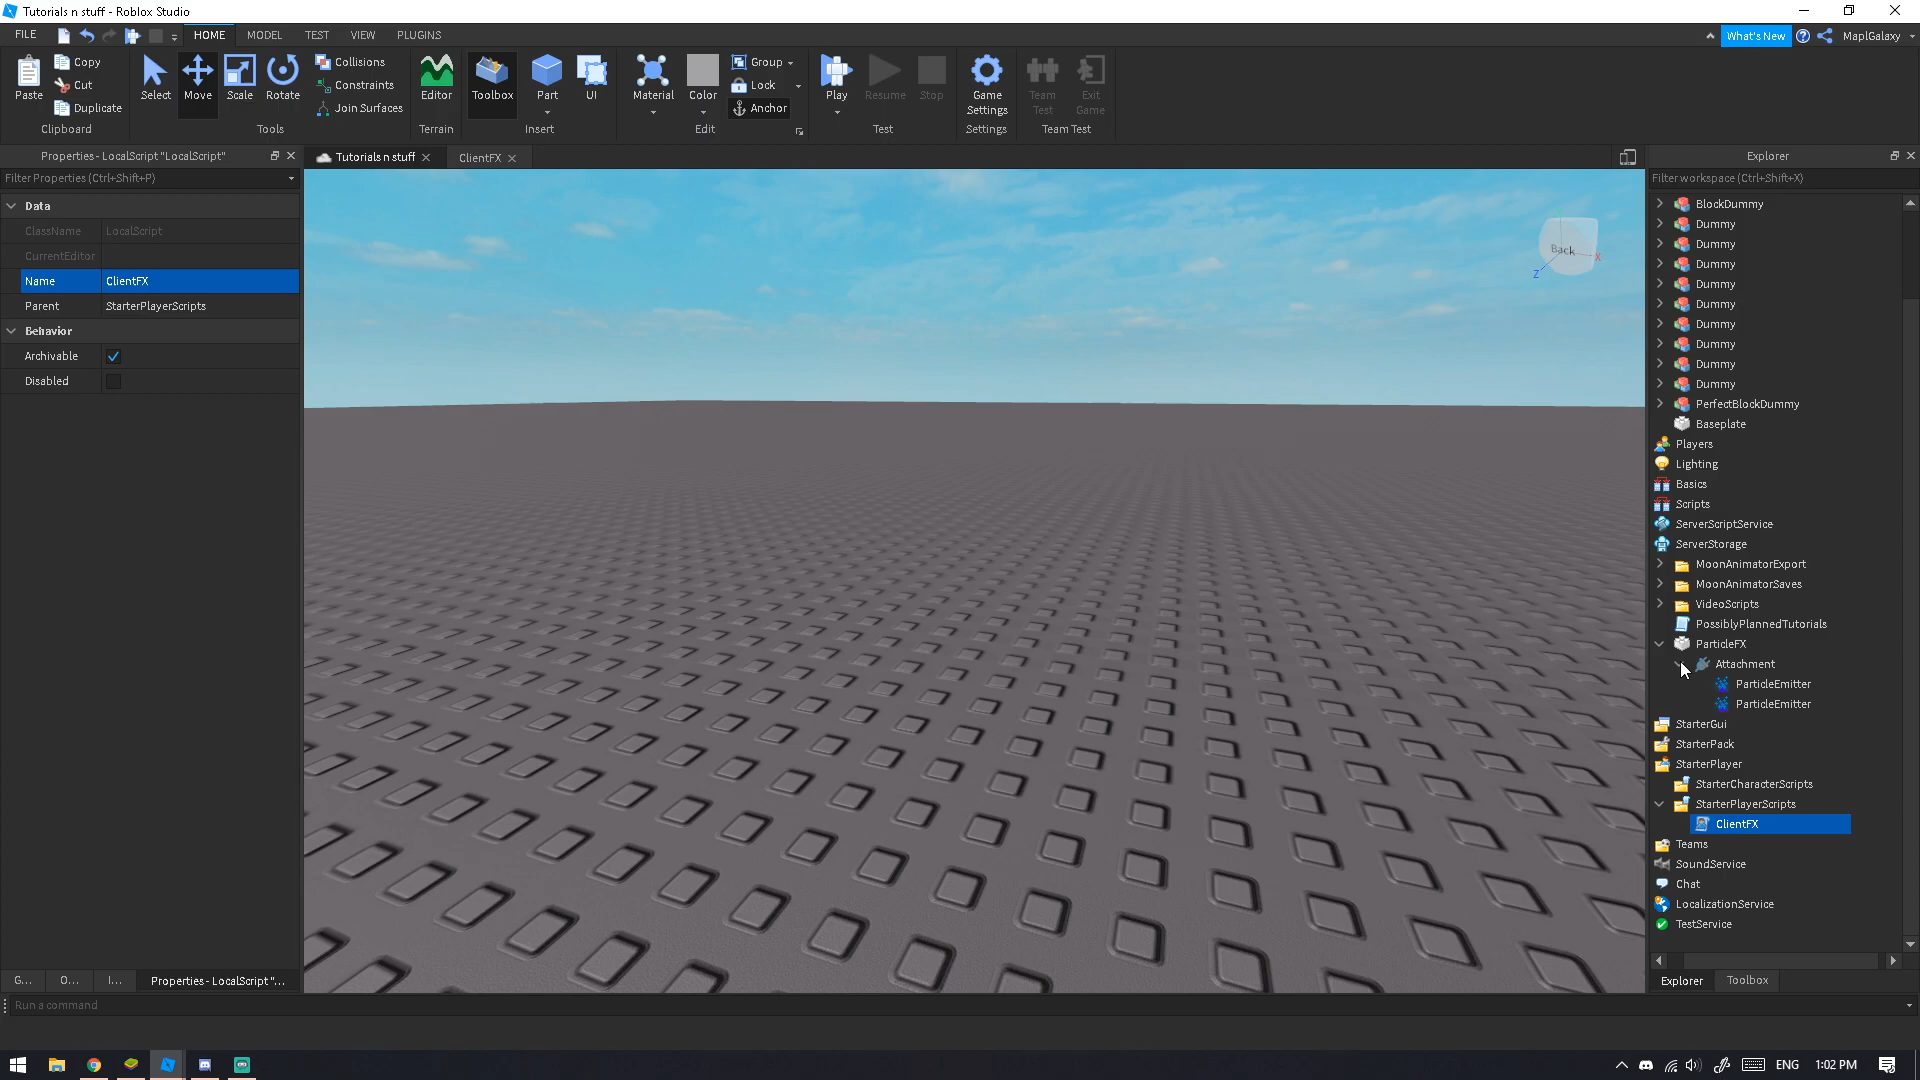 Tutorials n stuff - Roblox Studio
FILE HOME MODEL TEST VIEW PLUGINS
What's New MaplGalaxy
Paste
Copy
Cut
Duplicate
Clipboard
Select Move Scale Rotate
Collisions
Constraints
Join Surfaces
Tools
Editor
Terrain
Toolbox Part UI
Insert
Material Color
Group
Lock
Anchor
Edit
Play Resume Stop
Test
Game Settings
Settings
Team Test
Exit Game
Team Test
Properties - LocalScript "LocalScript"
Filter Properties (Ctrl+Shift+P)
Data
ClassName LocalScript
CurrentEditor
Name ClientFX
Parent StarterPlayerScripts
Behavior
Archivable
Disabled
G... O... I... Properties - LocalScript "...
Tutorials n stuff ClientFX
Back
X
Z
Explorer
Filter workspace (Ctrl+Shift+X)
BlockDummy
Dummy
Dummy
Dummy
Dummy
Dummy
Dummy
Dummy
Dummy
Dummy
PerfectBlockDummy
Baseplate
Players
Lighting
Basics
Scripts
ServerScriptService
ServerStorage
MoonAnimatorExport
MoonAnimatorSaves
VideoScripts
PossiblyPlannedTutorials
ParticleFX
Attachment
ParticleEmitter
ParticleEmitter
StarterGui
StarterPack
StarterPlayer
StarterCharacterScripts
StarterPlayerScripts
ClientFX
Teams
SoundService
Chat
LocalizationService
TestService
Explorer Toolbox
Run a command
ENG 1:02 PM